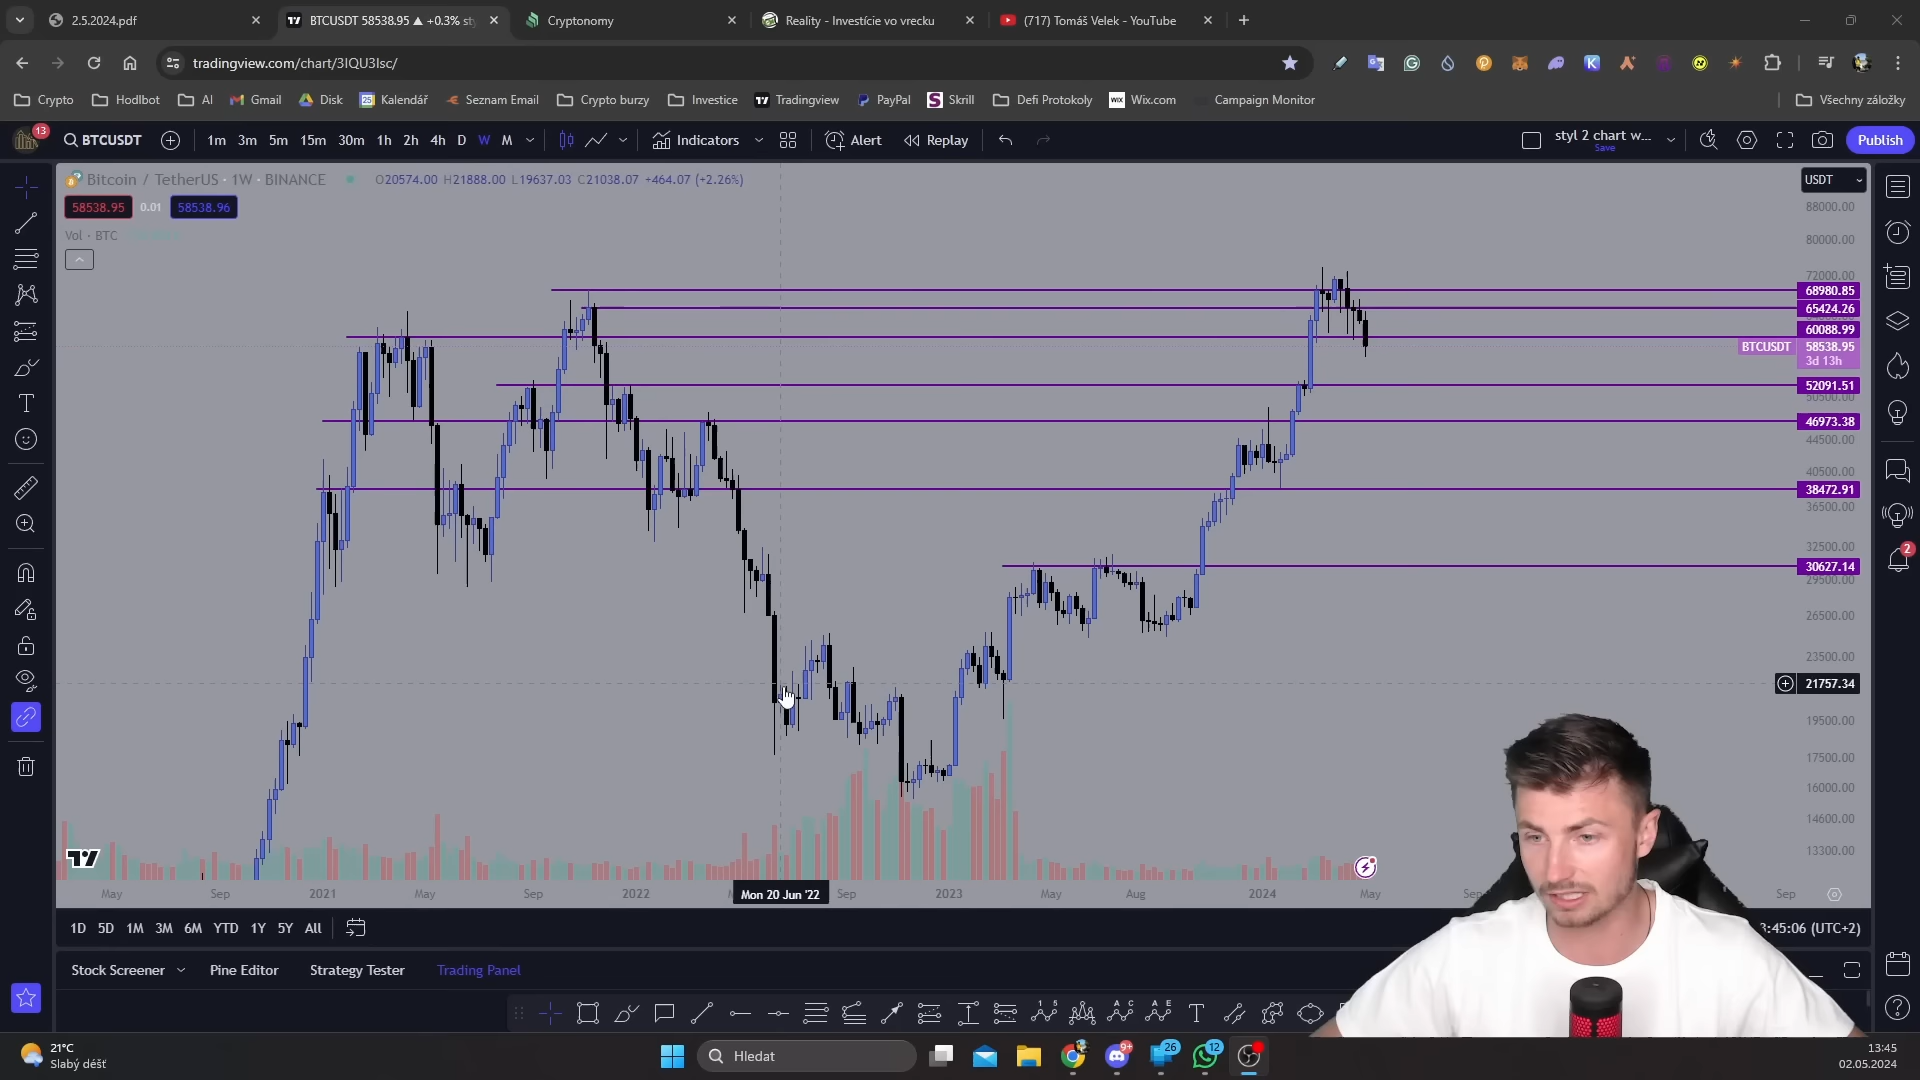 2.5.2024.pdf
BTCUSDT 58538.95 ▲ +0.3% sty
Cryptonomy
Reality - Investície vo vrecku
(717) Tomáš Velek - YouTube
tradingview.com/chart/3IQU3Isc/
Crypto
Hodlbot
AI
Gmail
Disk
Kalendář
Seznam Email
Crypto burzy
Investice
Tradingview
PayPal
Skrill
Defi Protokoly
Wix.com
Campaign Monitor
Všechny záložky
13
BTCUSDT
1m 3m 5m 15m 30m 1h 2h 4h D W M
Indicators
Alert
Replay
styl 2 chart w...
Save
Publish
Bitcoin / TetherUS · 1W · BINANCE
O20574.00 H21888.00 L19637.03 C21038.07 +464.07 (+2.26%)
USDT
58538.95 0.01 58538.96
Vol · BTC
88000.00
80000.00
72000.00
68980.85
65424.26
60088.99
BTCUSDT 58538.95
3d 13h
52091.51
50500.00
46973.38
44500.00
40500.00
38472.91
36500.00
32500.00
30627.14
29500.00
26500.00
23500.00
21757.34
19500.00
17500.00
16000.00
14600.00
13300.00
May Sep 2021 May Sep 2022 Mon 20 Jun '22 Sep 2023 May Aug 2024 May Sep
1D 5D 1M 3M 6M YTD 1Y 5Y All
3:45:06 (UTC+2)
Stock Screener
Pine Editor
Strategy Tester
Trading Panel
21°C
Slabý déšť
Hledat
9+
26
12
2
13:45
02.05.2024